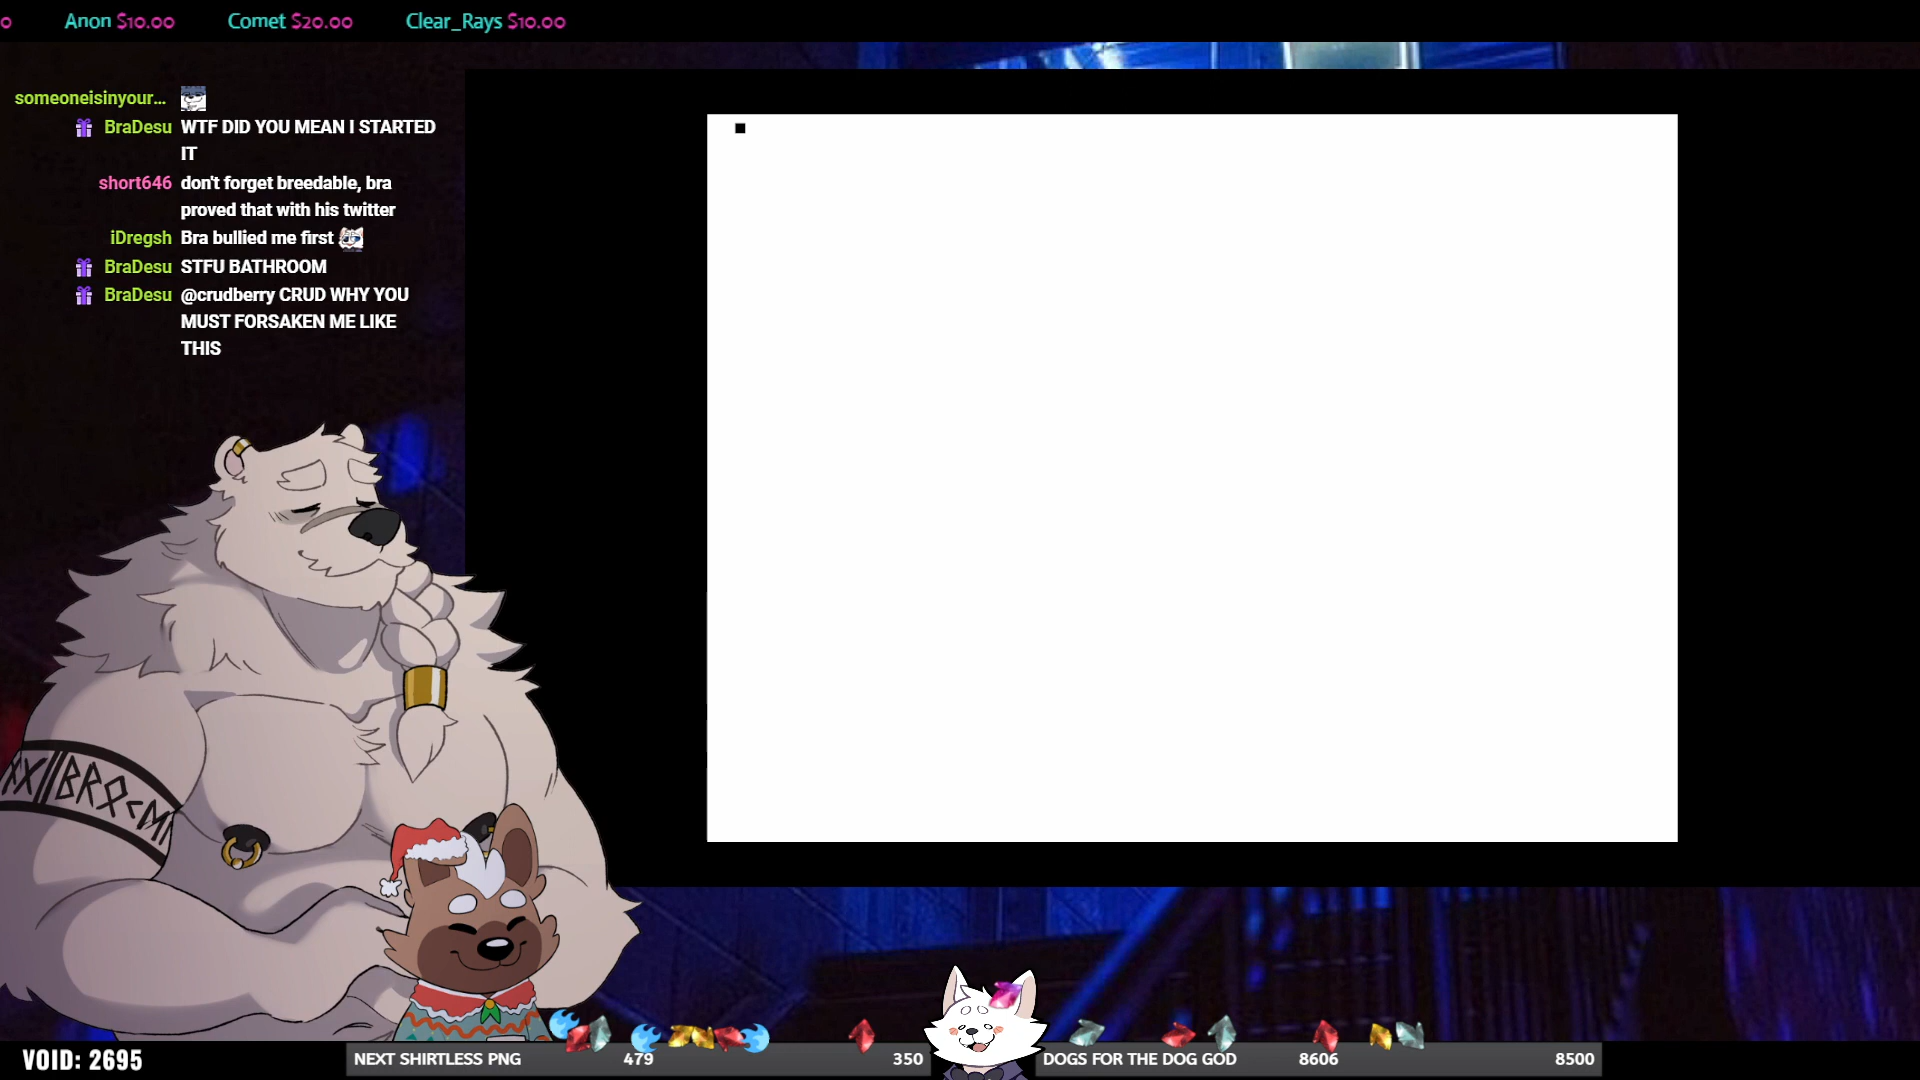 Anon $10.00 Comet $20.00 Clear_Rays $10.00
someoneisinyour...
BraDesu WTF DID YOU MEAN I STARTED
IT
short646 don't forget breedable, bra
proved that with his twitter
iDregsh Bra bullied me first
BraDesu STFU BATHROOM
BraDesu @crudberry CRUD WHY YOU
MUST FORSAKEN ME LIKE
THIS
VOID: 2695
NEXT SHIRTLESS PNG 479 350
DOGS FOR THE DOG GOD 8606 8500